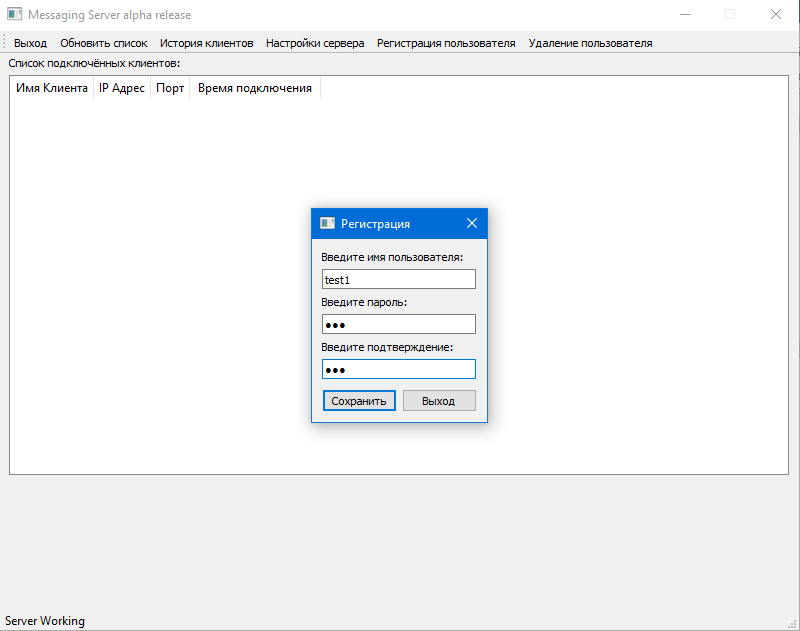 Messaging Server alpha release
Выход Обновить список История клиентов Настройки сервера Регистрация пользователя Удаление пользователя
Список подключённых клиентов:
Имя Клиента IP Адрес Порт Время подключения
Регистрация
Введите имя пользователя:
test1
Введите пароль:
●●●
Введите подтверждение:
●●●
Сохранить Выход
Server Working